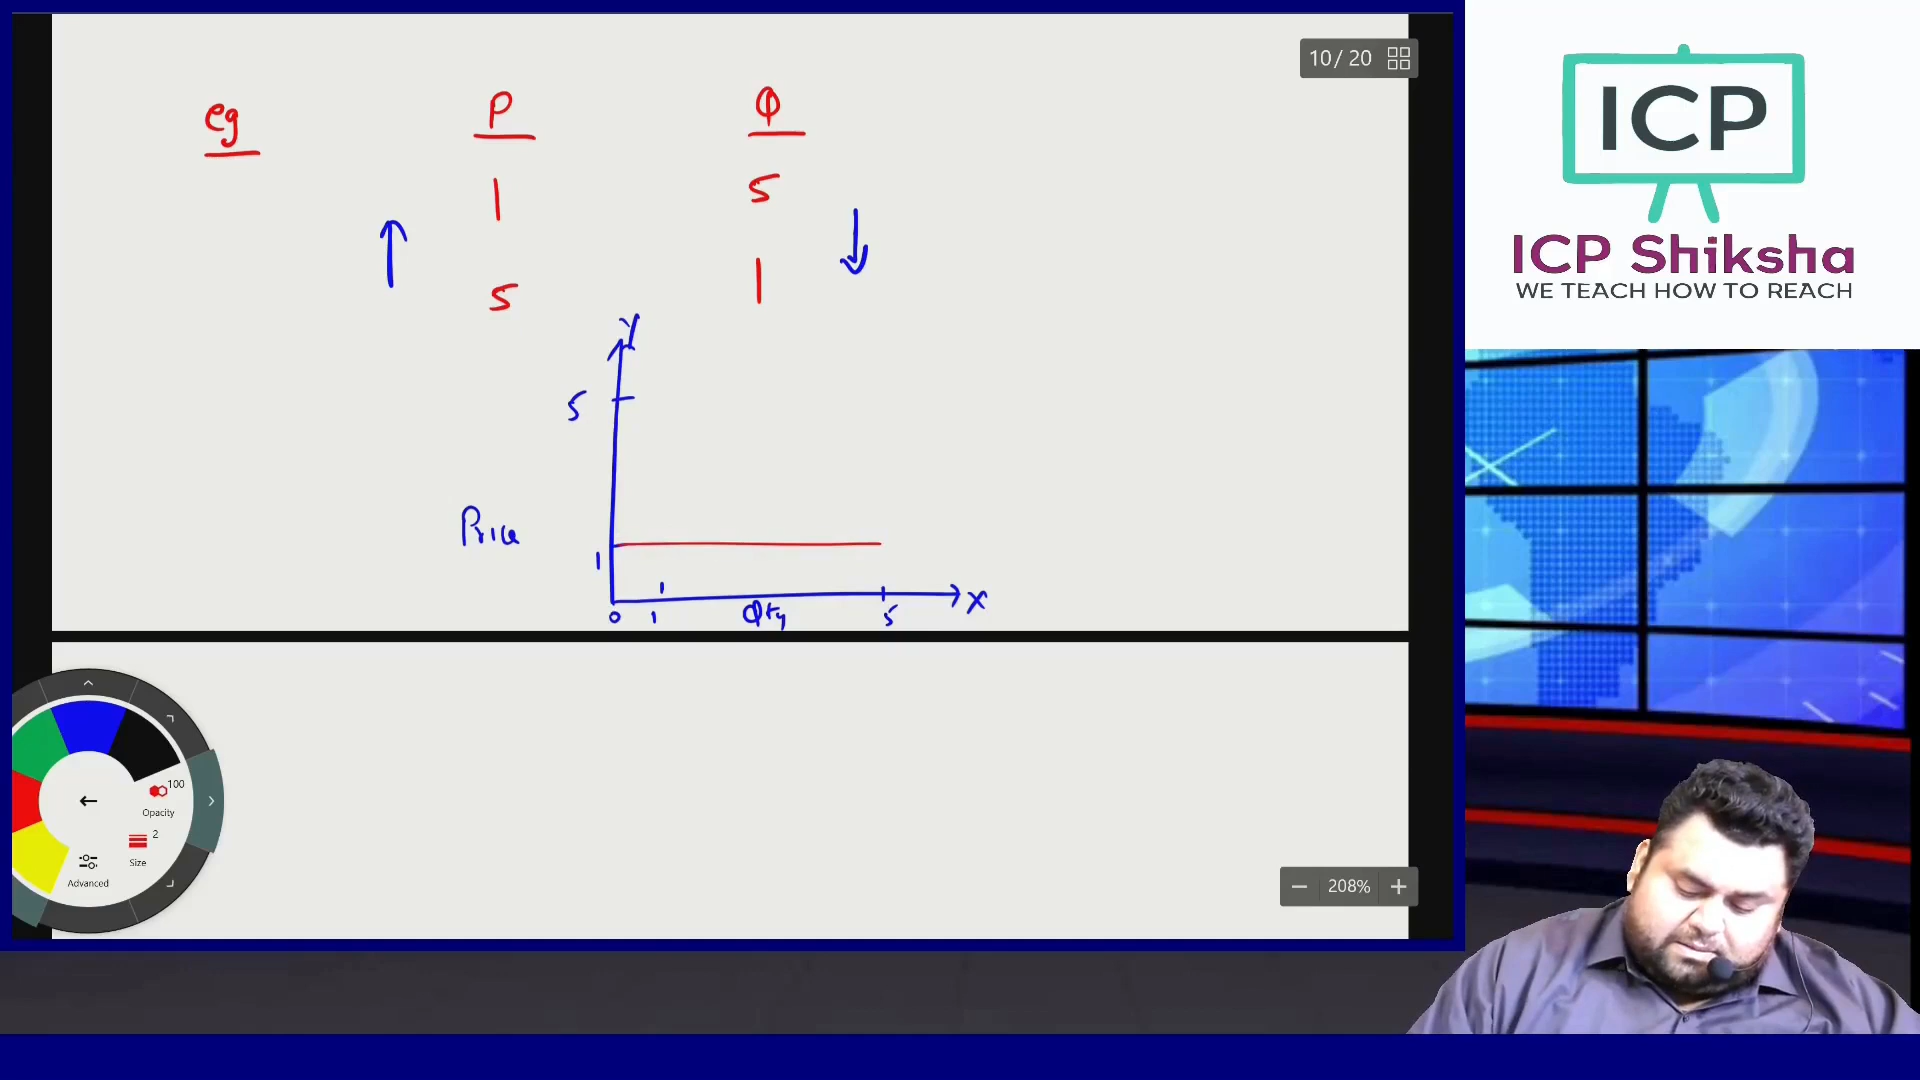 10/ 20
eg P Q
1 5
5 1
Y
5
Price
1
1
X
0 1 Qty 5
100
Opacity
2
Size
Advanced
208%
ICP
ICP Shiksha
WE TEACH HOW TO REACH